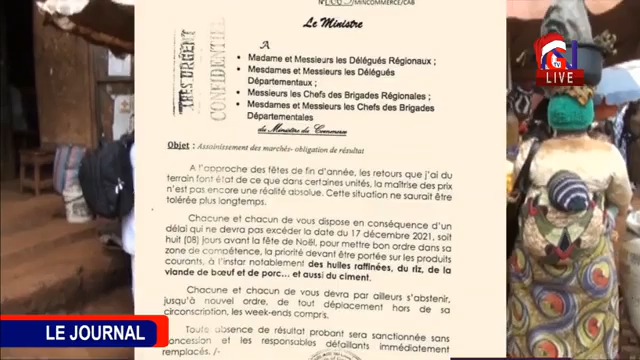 /MINCOMMERCE/CAB
Le Ministre
TRÈS URGENT
CONFIDENTIEL
A
• Madame et Messieurs les Délégués Régionaux ;
• Mesdames et Messieurs les Délégués
Départementaux ;
• Messieurs les Chefs des Brigades Régionales ;
• Mesdames et Messieurs les Chefs des Brigades
Départementales
du Ministère du Commerce
Objet : Assainissement des marchés- obligation de résultat
A l'approche des fêtes de fin d'année, les retours que j'ai du
terrain font état de ce que dans certaines unités, la maîtrise des prix
n'est pas encore une réalité absolue. Cette situation ne saurait être
tolérée plus longtemps.
Chacune et chacun de vous dispose en conséquence d'un
délai qui ne devra pas excéder la date du 17 décembre 2021, soit
huit (08) jours avant la fête de Noël, pour mettre bon ordre dans sa
zone de compétence, la priorité devant être portée sur les produits
courants, à l'instar notamment des huiles raffinées, du riz, de la
viande de bœuf et de porc... et aussi du ciment.
Chacune et chacun de vous devra par ailleurs s'abstenir,
jusqu'à nouvel ordre, de tout déplacement hors de sa
circonscription, les week-ends compris.
Toute absence de résultat probant sera sanctionnée sans
concession et les responsables défaillants immédiatement
remplacés. /-
LIVE
LE JOURNAL